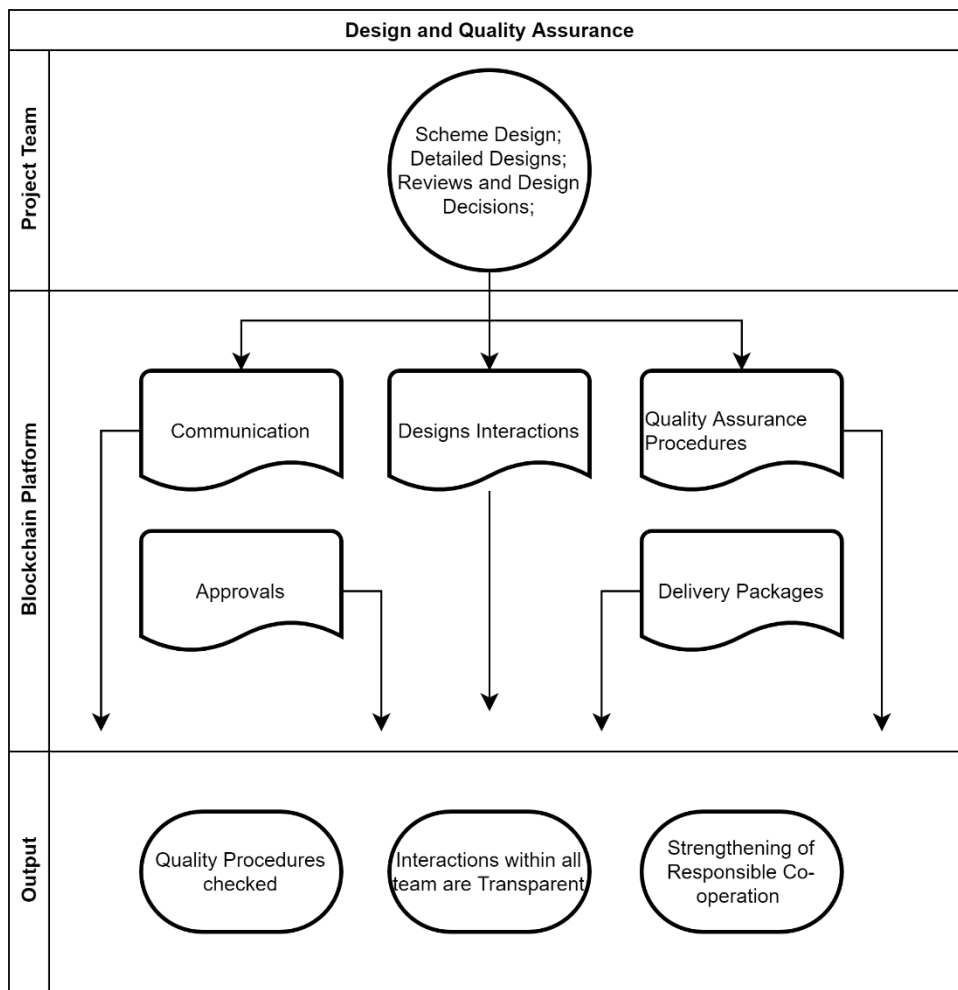 Design and Quality Assurance
Project Team
Scheme Design;
Detailed Designs;
Reviews and Design
Decisions;
Blockchain Platform
Communication
Designs Interactions
Quality Assurance
Procedures
Approvals
Delivery Packages
Output
Quality Procedures
checked
Interactions within all
team are Transparent
Strengthening of
Responsible Co-
operation